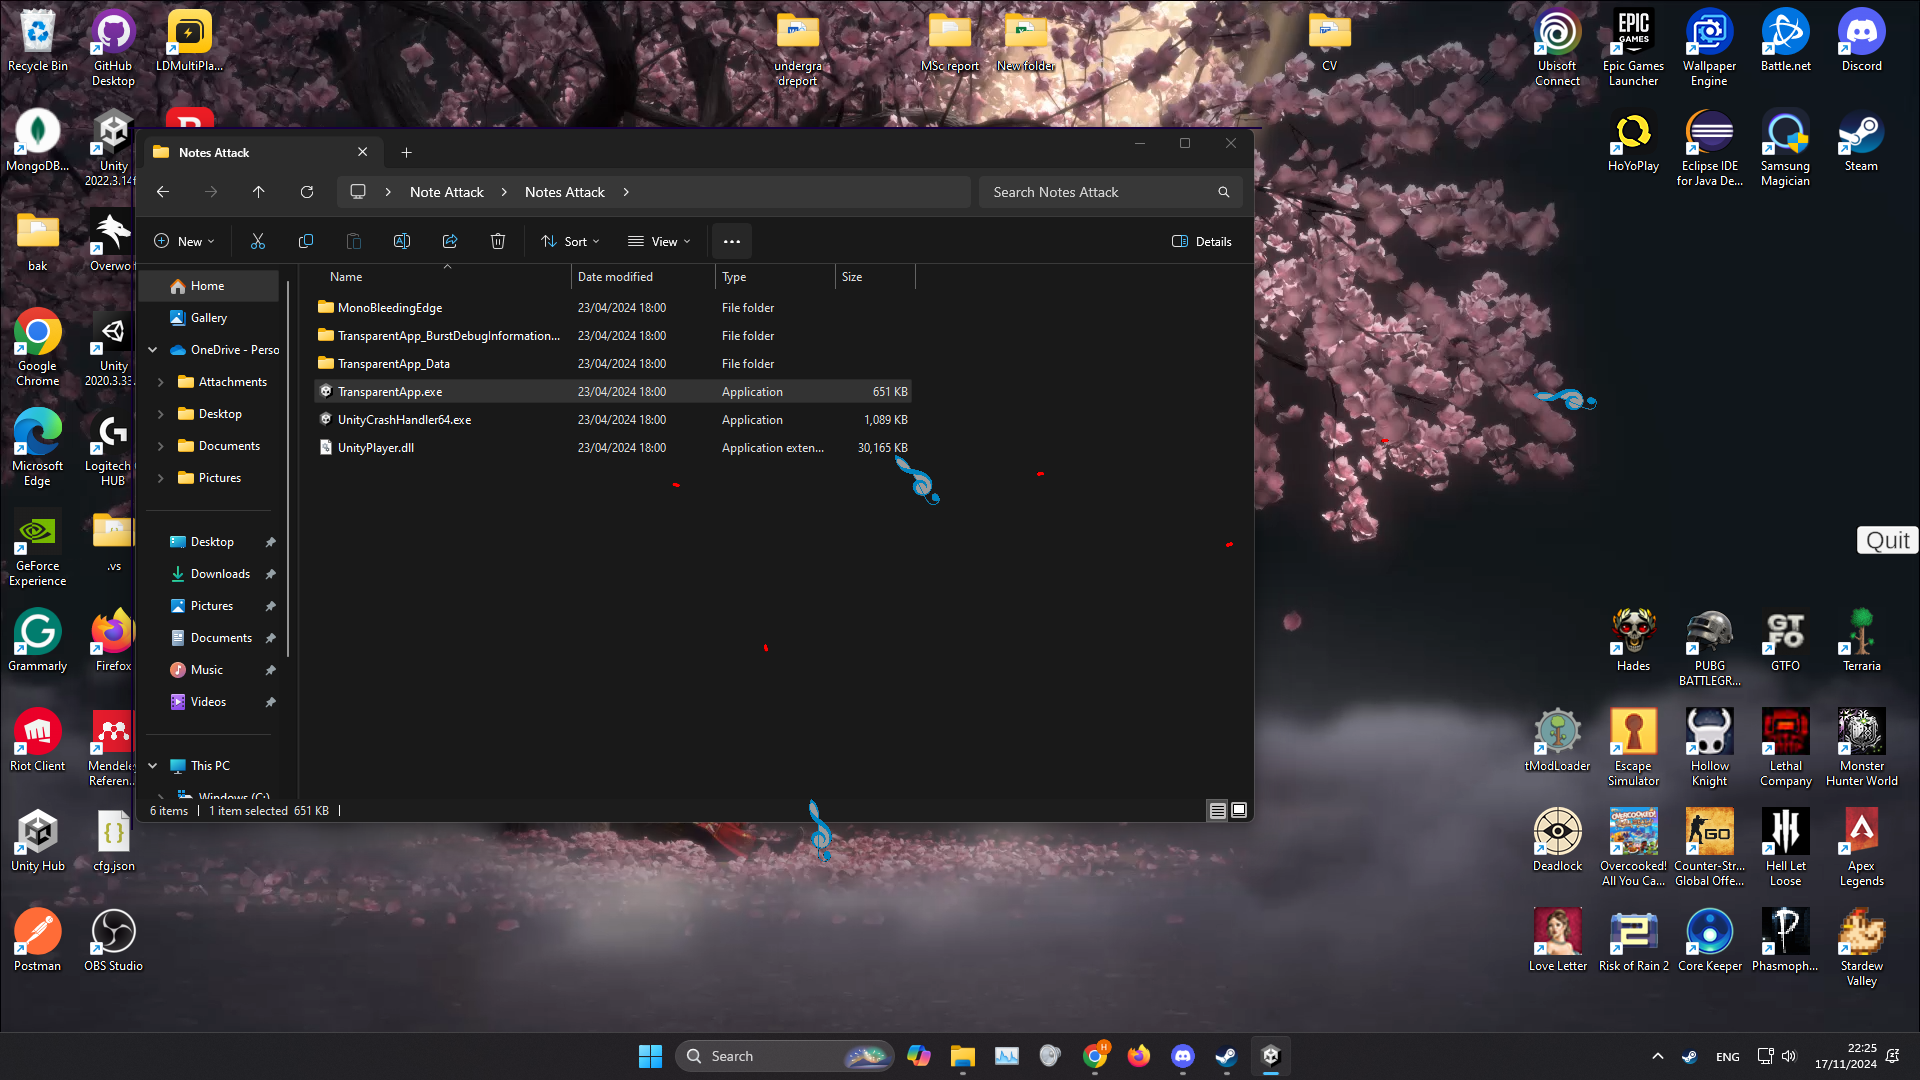 Recycle Bin
GitHub
Desktop
LDMultiPla...
undergra
dreport
MSc report
New folder
CV
Ubisoft
Connect
EPIC
GAMES
Epic Games
Launcher
Wallpaper
Engine
Battle.net
Discord
MongoDB...
Unity
2022.3.14f
HoYoPlay
Eclipse IDE
for Java De...
Samsung
Magician
Steam
Notes Attack
Note Attack
Notes Attack
Search Notes Attack
New
Sort
View
Details
Name
Date modified
Type
Size
MonoBleedingEdge
23/04/2024 18:00
File folder
TransparentApp_BurstDebugInformation...
23/04/2024 18:00
File folder
TransparentApp_Data
23/04/2024 18:00
File folder
TransparentApp.exe
23/04/2024 18:00
Application
651 KB
UnityCrashHandler64.exe
23/04/2024 18:00
Application
1,089 KB
UnityPlayer.dll
23/04/2024 18:00
Application exten...
30,165 KB
Home
Gallery
OneDrive - Perso
Attachments
Desktop
Documents
Pictures
Desktop
Downloads
Pictures
Documents
Music
Videos
This PC
Windows (C:)
6 items
1 item selected 651 KB
bak
Overwo
Google
Chrome
Unity
2020.3.33.
Microsoft
Edge
Logitech
HUB
GeForce
Experience
.vs
Grammarly
Firefox
Riot Client
Mendele
Referen..
Unity Hub
cfg.json
Postman
OBS Studio
Quit
Hades
PUBG
BATTLEGR...
GTFO
GTFO
Terraria
tModLoader
Escape
Simulator
Hollow
Knight
Lethal
Company
Monster
Hunter World
Deadlock
OVERCOOKED!
Overcooked!
All You Ca...
GO
Counter-Str...
Global Offe...
Hell Let
Loose
Apex
Legends
Love Letter
2
Risk of Rain 2
Core Keeper
Phasmoph...
Stardew
Valley
Search
H
ENG
22:25
17/11/2024